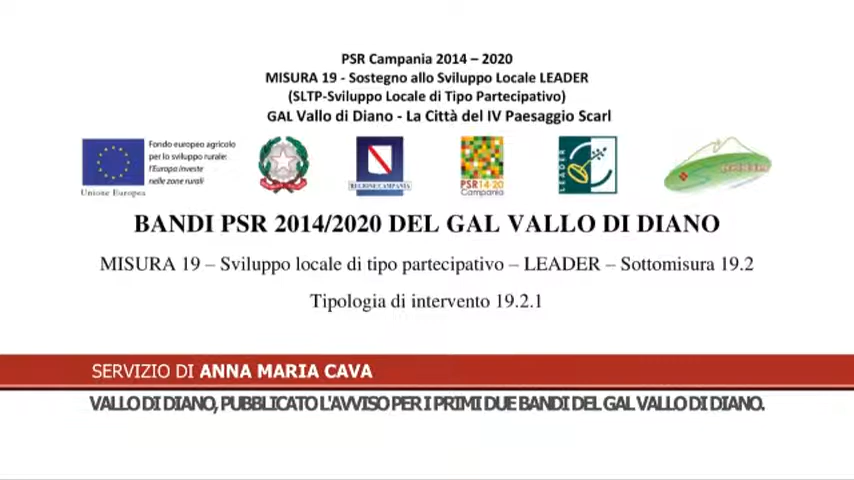 PSR Campania 2014 – 2020
MISURA 19 - Sostegno allo Sviluppo Locale LEADER
(SLTP-Sviluppo Locale di Tipo Partecipativo)
GAL Vallo di Diano - La Città del IV Paesaggio Scarl
Fondo europeo agricolo
per lo sviluppo rurale:
l'Europa investe
nelle zone rurali
Unione Europea
REGIONE CAMPANIA
PSR14-20
Campania
LEADER
BANDI PSR 2014/2020 DEL GAL VALLO DI DIANO
MISURA 19 – Sviluppo locale di tipo partecipativo – LEADER – Sottomisura 19.2
Tipologia di intervento 19.2.1
SERVIZIO DI ANNA MARIA CAVA
VALLO DI DIANO, PUBBLICATO L'AVVISO PER I PRIMI DUE BANDI DEL GAL VALLO DI DIANO.